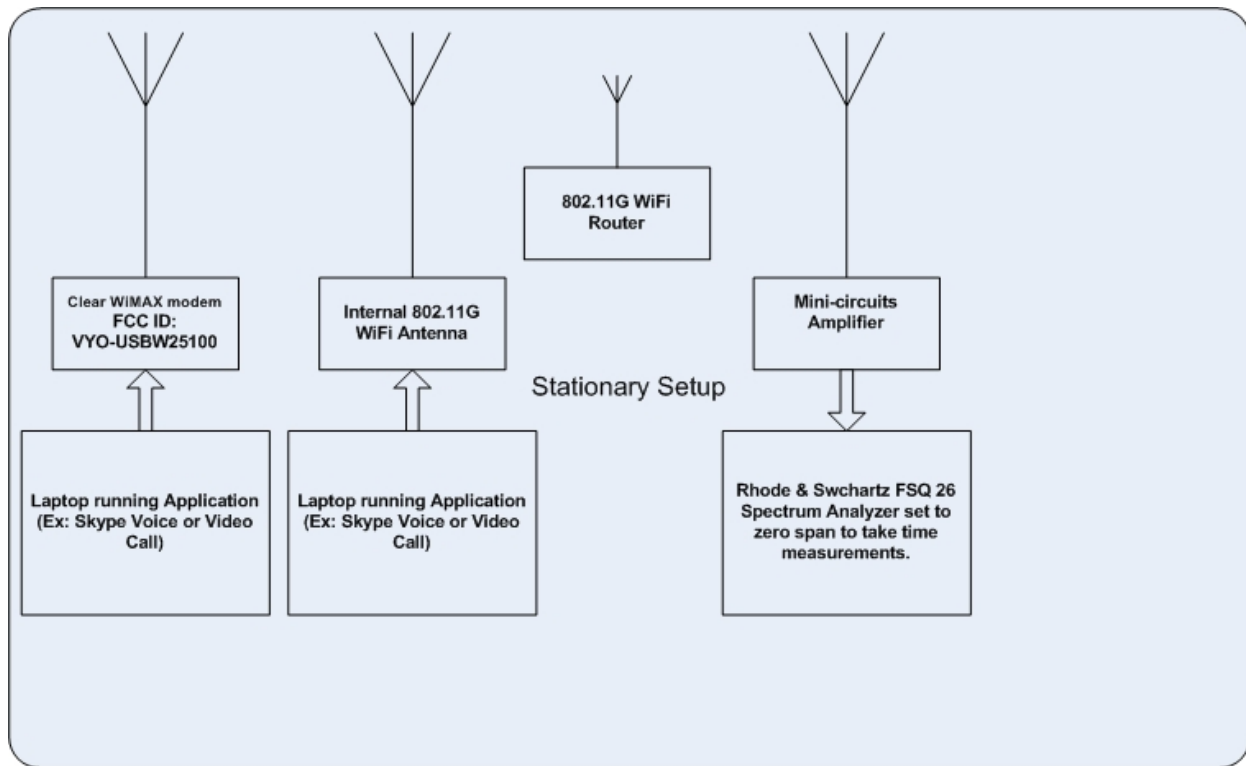 802.11G WiFi
Router
Clear WiMAX modem
FCC ID:
VYO-USBW25100
Internal 802.11G
WiFi Antenna
Mini-circuits
Amplifier
Stationary Setup
Laptop running Application
(Ex: Skype Voice or Video
Call)
Laptop running Application
(Ex: Skype Voice or Video
Call)
Rhode & Swchartz FSQ 26
Spectrum Analyzer set to
zero span to take time
measurements.